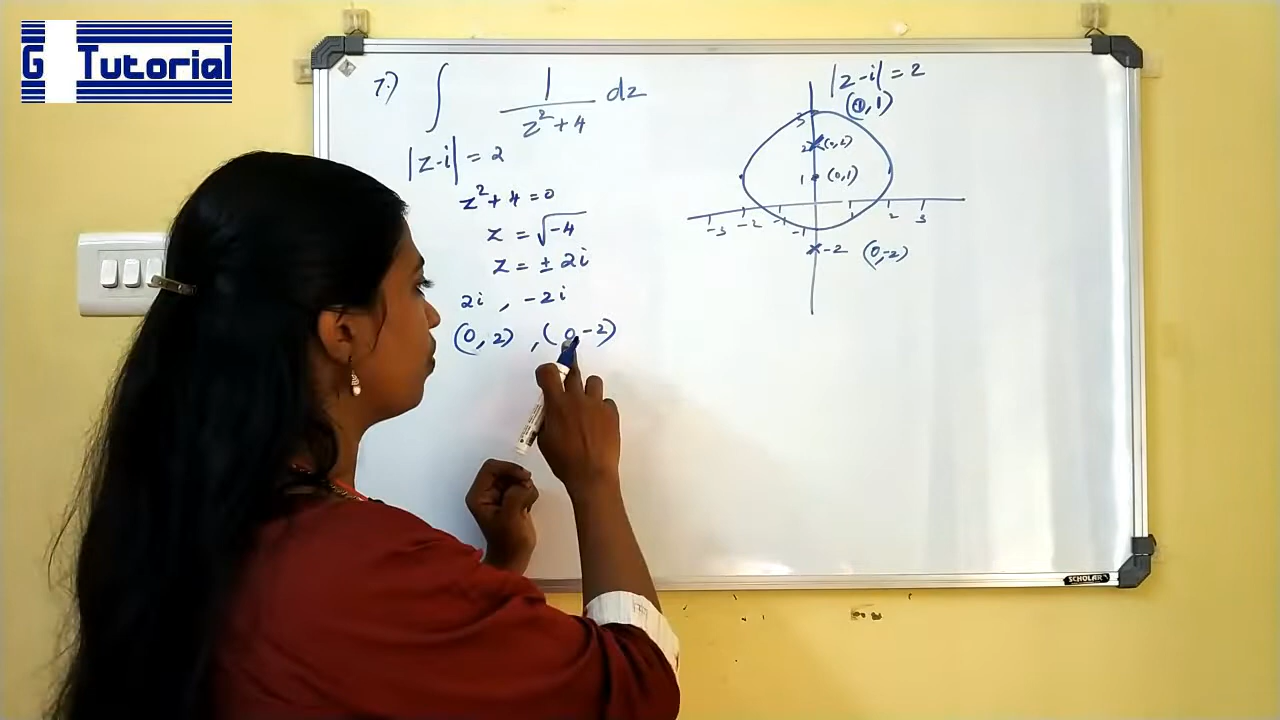 G Tutorial
7.) ∫ 1/(z²+4) dz
|z-i| = 2
z²+4 = 0
z = √-4
z = ± 2i
2i , -2i
(0, 2) , (0, -2)
|z-i| = 2
(0, 1)
3
2 (0, 2)
1 (0, 1)
-3 -2 -1 1 2 3
-1
-2 (0, -2)
SCHOLAR